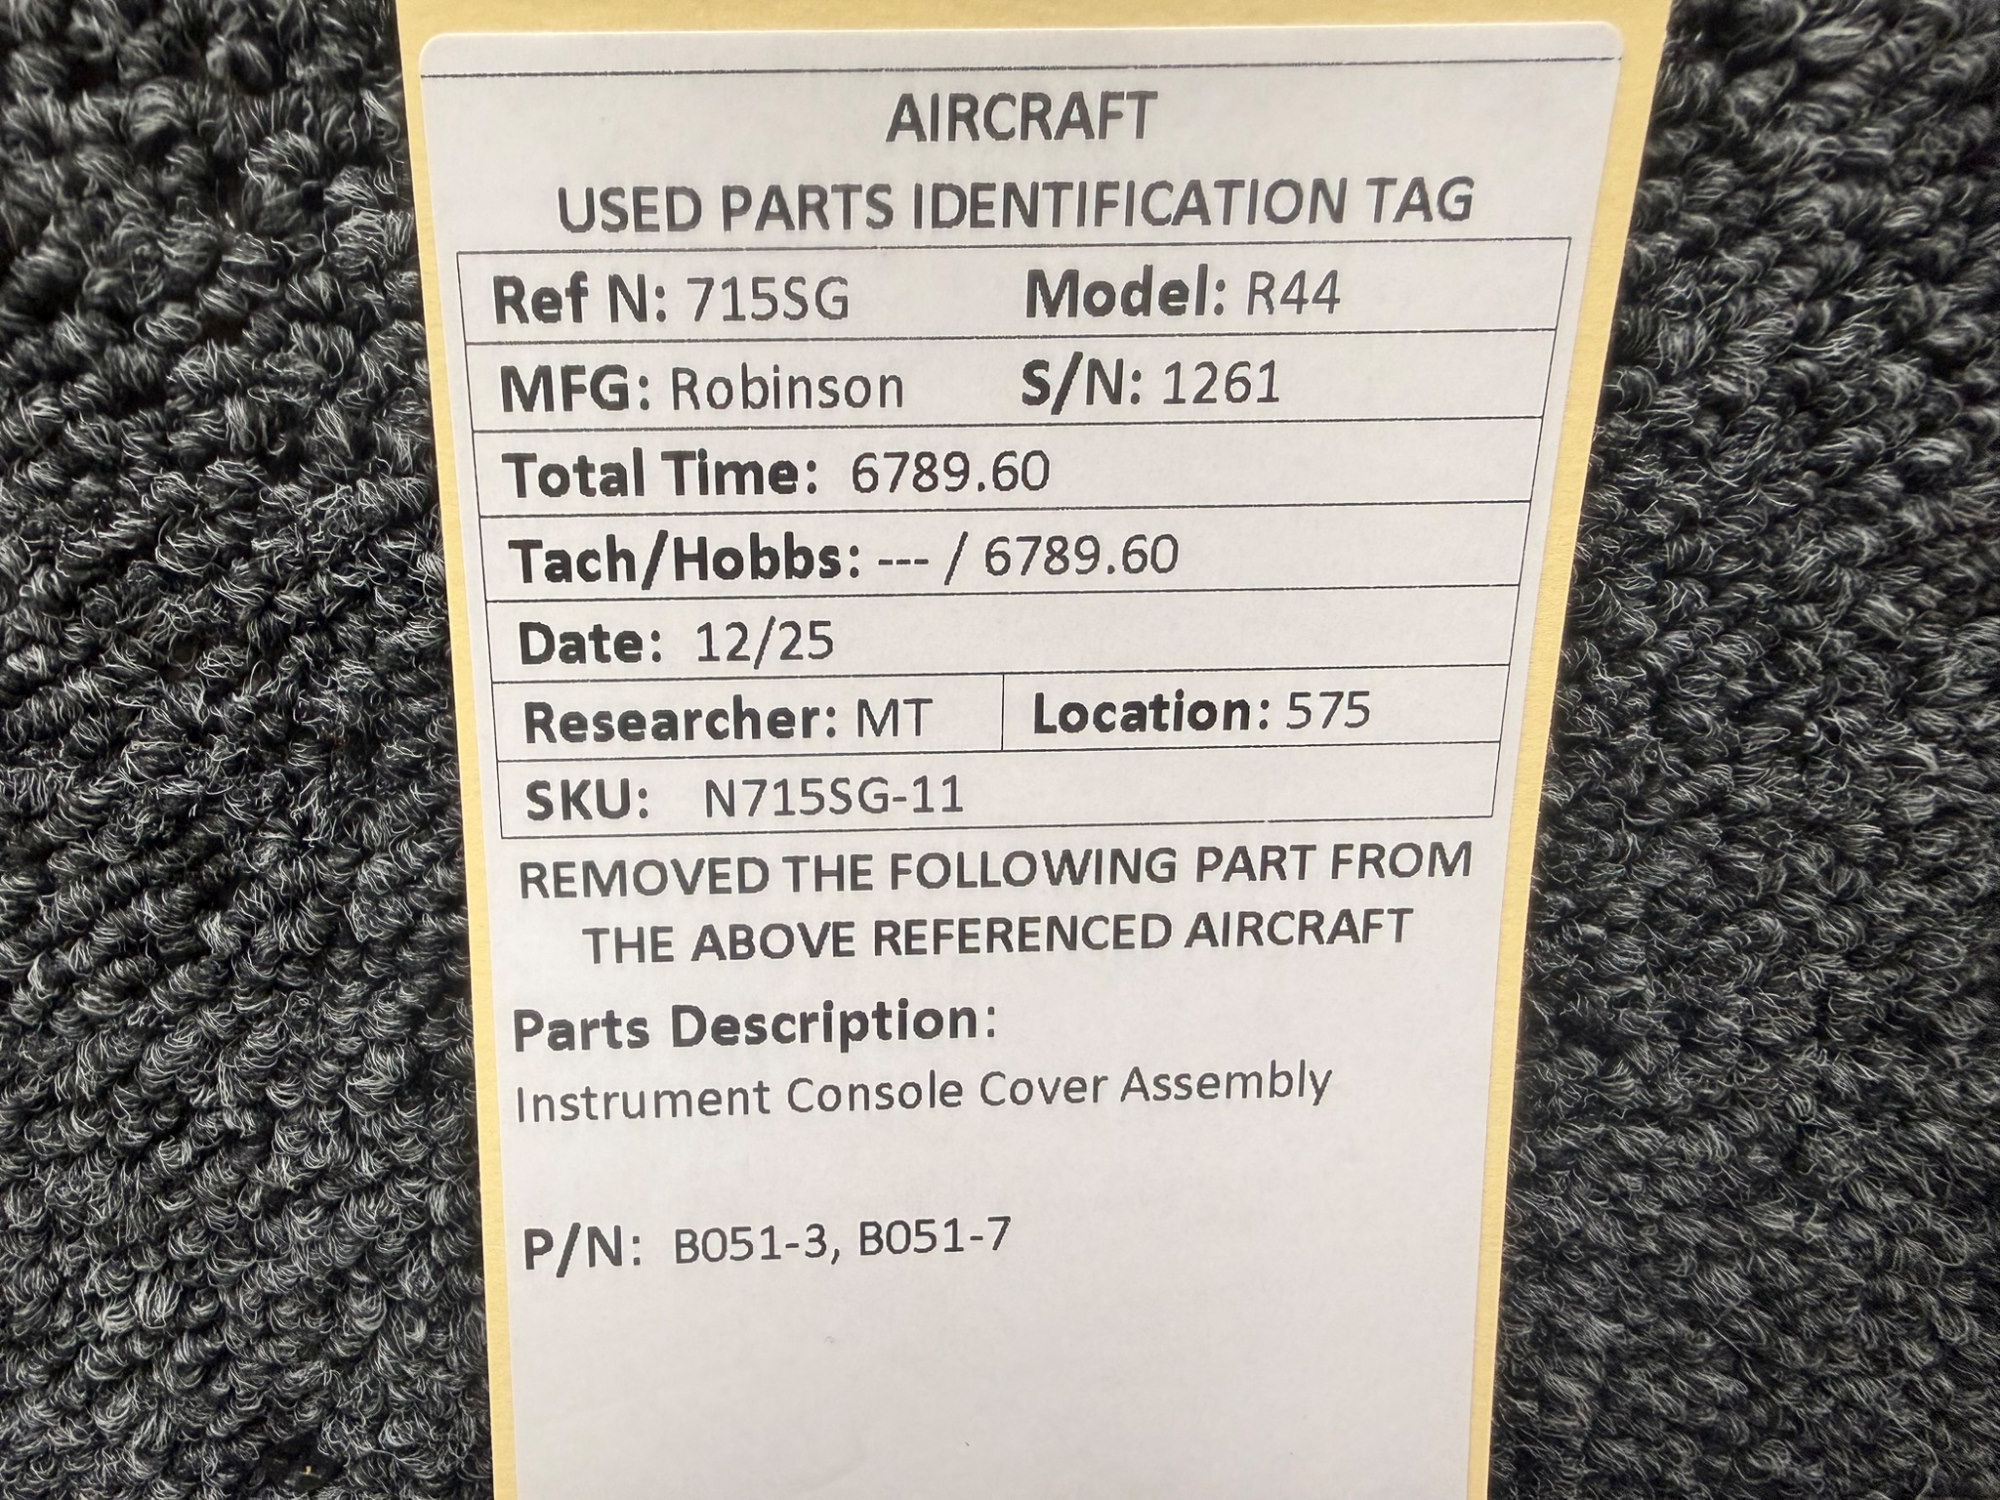 AIRCRAFT
USED PARTS IDENTIFICATION TAG
Ref N: 715SG Model: R44
MFG: Robinson S/N: 1261
Total Time: 6789.60
Tach/Hobbs: --- / 6789.60
Date: 12/25
Researcher: MT Location: 575
SKU: N715SG-11
REMOVED THE FOLLOWING PART FROM
THE ABOVE REFERENCED AIRCRAFT
Parts Description:
Instrument Console Cover Assembly
P/N: B051-3, B051-7